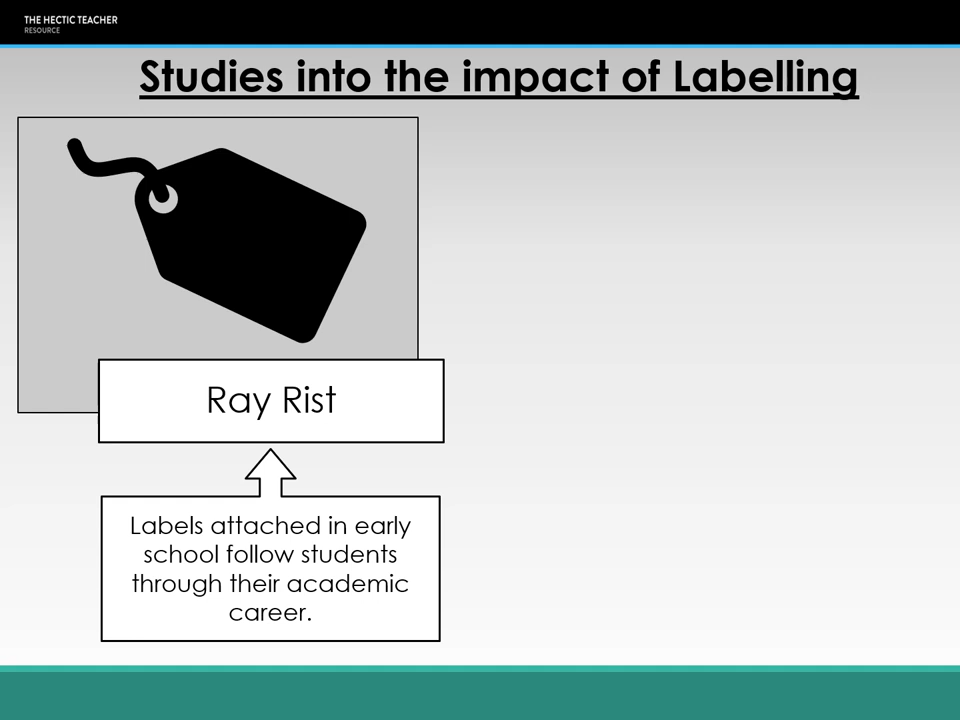 THE HECTIC TEACHER
RESOURCE
Studies into the impact of Labelling
Ray Rist
Labels attached in early
school follow students
through their academic
career.